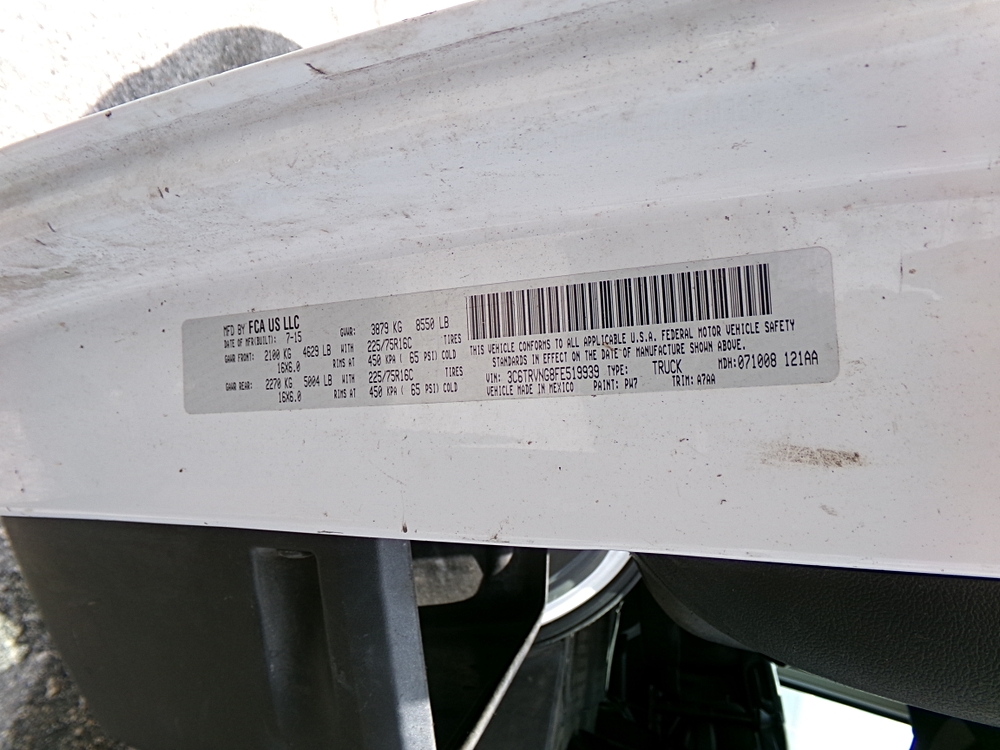 MFD BY FCA US LLC
DATE OF MFR(BUILT): 7-15
GVWR: 3879 KG 8550 LB
GAWR FRONT: 2100 KG 4629 LB WITH 225/75R16C TIRES
16X6.0 RIMS AT 450 KPA ( 65 PSI) COLD
GAWR REAR: 2270 KG 5004 LB WITH 225/75R16C TIRES
16X6.0 RIMS AT 450 KPA ( 65 PSI) COLD
THIS VEHICLE CONFORMS TO ALL APPLICABLE U.S.A. FEDERAL MOTOR VEHICLE SAFETY
STANDARDS IN EFFECT ON THE DATE OF MANUFACTURE SHOWN ABOVE.
VIN: 3C6TRVNG8FE519939 TYPE: TRUCK MDH:071008 121AA
VEHICLE MADE IN MEXICO PAINT: PW7 TRIM: A7AA